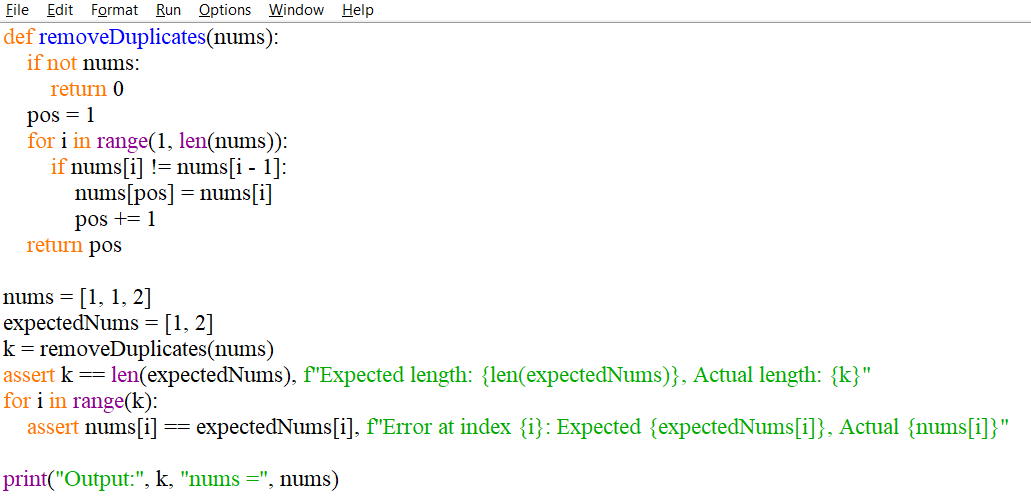 File Edit Format Run Options Window Help
def removeDuplicates(nums):
    if not nums:
        return 0
    pos = 1
    for i in range(1, len(nums)):
        if nums[i] != nums[i - 1]:
            nums[pos] = nums[i]
            pos += 1
    return pos

nums = [1, 1, 2]
expectedNums = [1, 2]
k = removeDuplicates(nums)
assert k == len(expectedNums), f"Expected length: {len(expectedNums)}, Actual length: {k}"
for i in range(k):
    assert nums[i] == expectedNums[i], f"Error at index {i}: Expected {expectedNums[i]}, Actual {nums[i]}"

print("Output:", k, "nums =", nums)